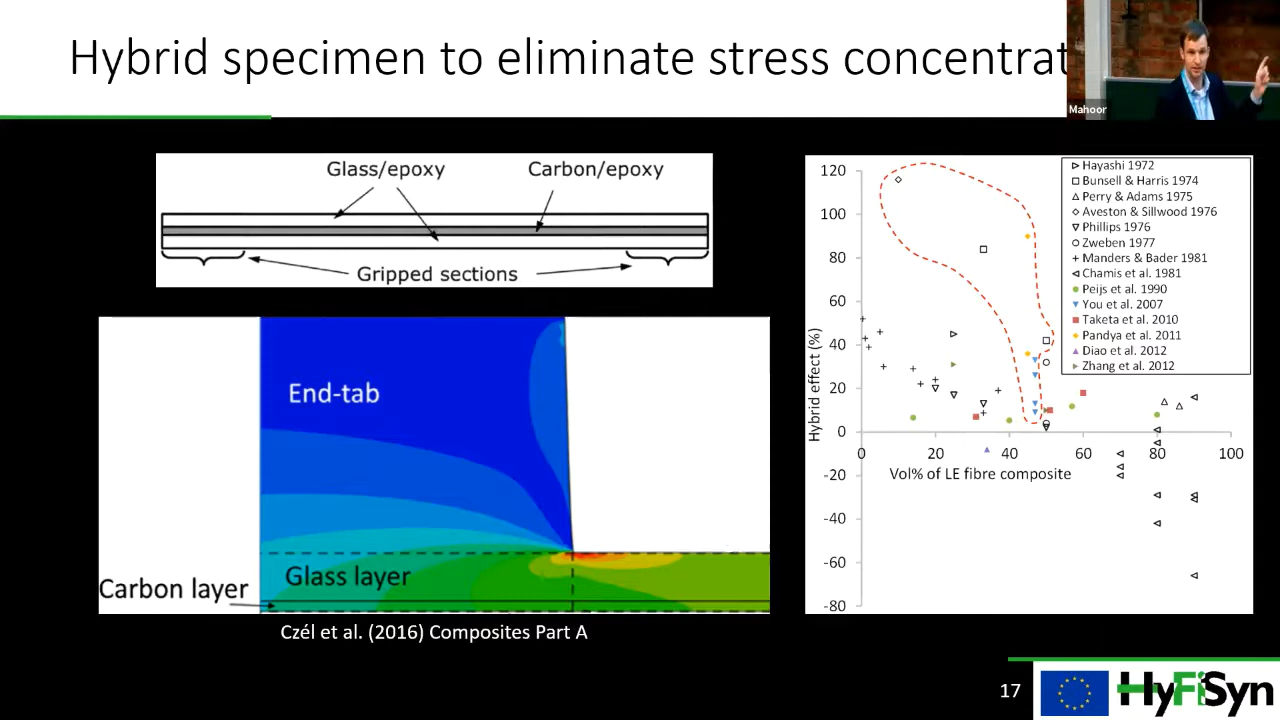 Hybrid specimen to eliminate stress concentrat
Mahoor
Glass/epoxy
Carbon/epoxy
Gripped sections
End-tab
Glass layer
Carbon layer
Czél et al. (2016) Composites Part A
120
100
80
60
40
20
0
-20
-40
-60
-80
Hybrid effect (%)
0 20 40 60 80 100
Vol% of LE fibre composite
Hayashi 1972
Bunsell & Harris 1974
Perry & Adams 1975
Aveston & Sillwood 1976
Phillips 1976
Zweben 1977
Manders & Bader 1981
Chamis et al. 1981
Peijs et al. 1990
You et al. 2007
Taketa et al. 2010
Pandya et al. 2011
Diao et al. 2012
Zhang et al. 2012
17
HyFiSyn